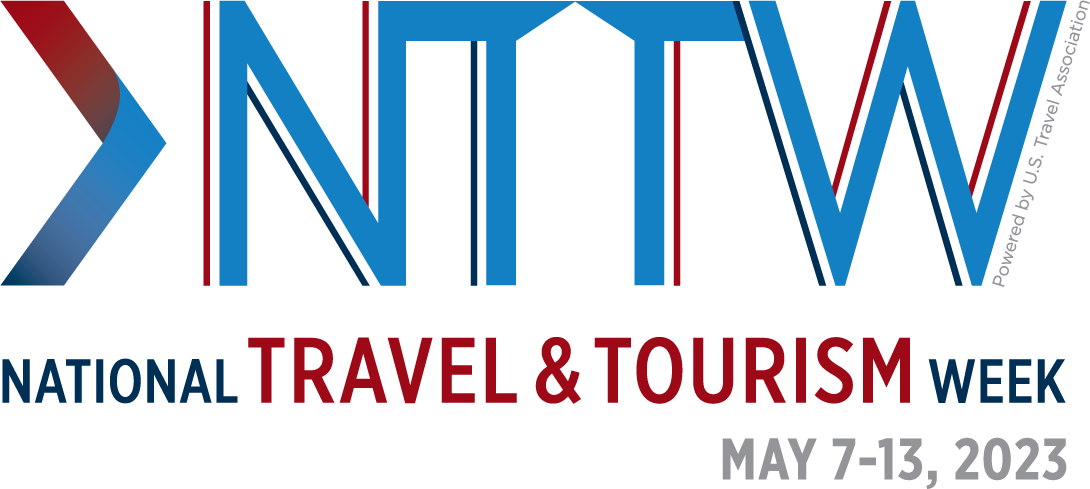 NTTW
Powered by U.S. Travel Association
NATIONAL TRAVEL & TOURISM WEEK
MAY 7-13, 2023